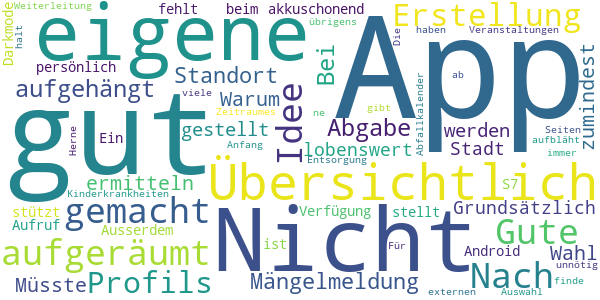 Weiterleitung
fehlt
beim
akkuschonend
Erstellung
Darkmode
eigene
übrigens
Die
haben
Veranstaltungen
App
halt
persönlich
Standort
Bei
aufgehängt
viele
Warum
Idee
ab
zumindest
gut
Zeitraumes
gestellt
Abgabe
Abfallkalender
werden
Seiten
Herne
Ein
Anfang
ne
gibt
lobenswert
Stadt
aufbläht
immer
Entsorgung
ermitteln
Übersichtlich
S7
Kinderkrankheiten
stützt
gemacht
Nicht
Verfügung
stellt
Grundsätzlich
Aufruf
Ausserdem
Gute
aufgeräumt
ist
Für
Android
Wahl
unnötig
Müsste
Profils
Mängelmeldung
Nach
externen
Auswahl
finde